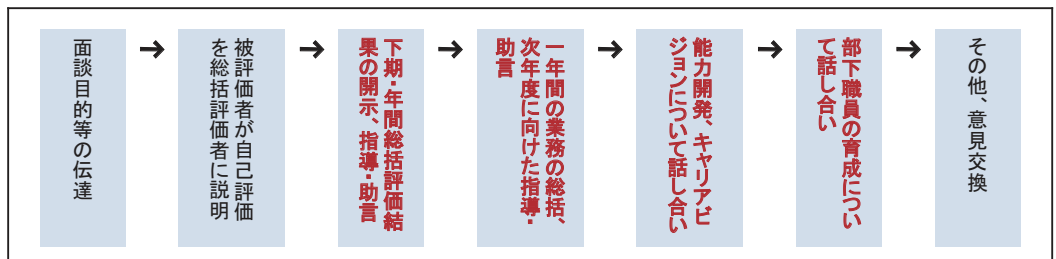 面談目的等の伝達
→
被評価者が自己評価
を総括評価者に説明
→
下期・年間総括評価結
果の開示、指導・助言
→
一年間の業務の総括、
次年度に向けた指導・
助言
→
能力開発、キャリアビ
ジョンについて話し合い
→
部下職員の育成につい
て話し合い
→
その他、意見交換